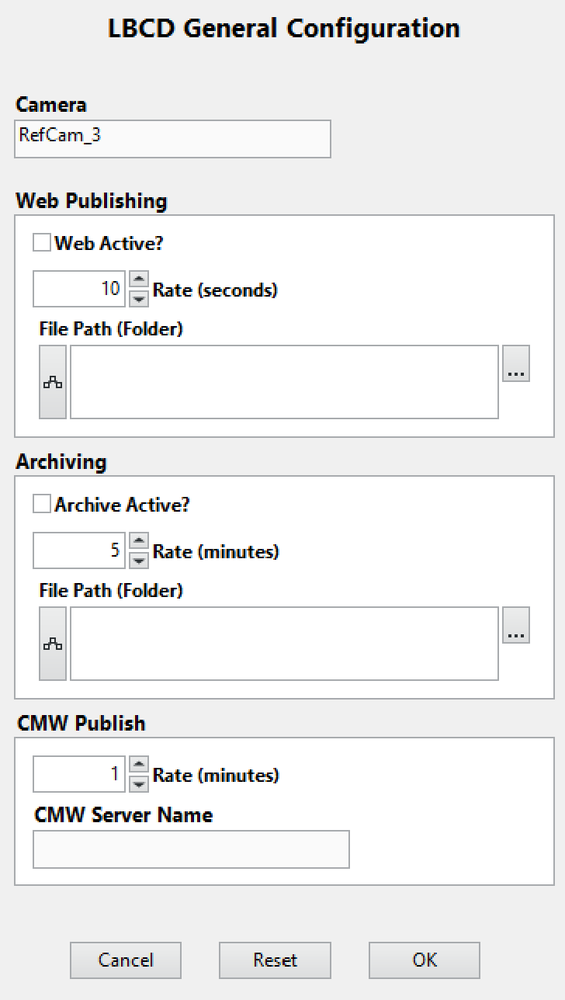 LBCD General Configuration
Camera
RefCam_3
Web Publishing
Web Active?
10 Rate (seconds)
File Path (Folder)
...
Archiving
Archive Active?
5 Rate (minutes)
File Path (Folder)
...
CMW Publish
1 Rate (minutes)
CMW Server Name
Cancel Reset OK